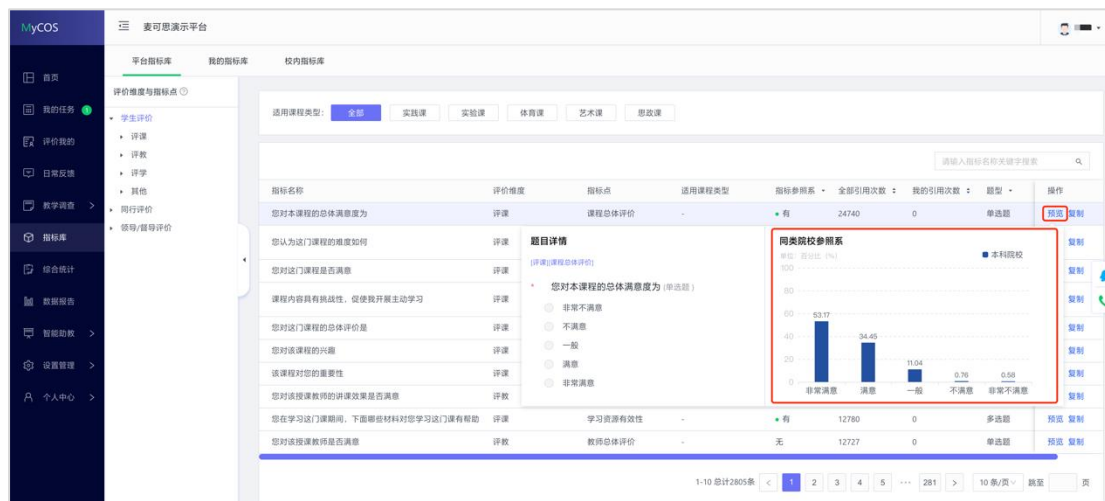 MyCOS
麦可思演示平台
平台指标库 我的指标库 校内指标库
首页
我的任务 1
评价我的
日常反馈
教学调查
指标库
综合统计
数据报告
智能助教
设置管理
个人中心
评价维度与指标点
学生评价
评课
评教
评学
其他
同行评价
领导/督导评价
适用课程类型: 全部 实践课 实验课 体育课 艺术课 思政课
请输入指标名称关键字搜索
指标名称 评价维度 指标点 适用课程类型 指标参照系 全部引用次数 我的引用次数 题型 操作
您对本课程的总体满意度为 评课 课程总体评价 - 有 24740 0 单选题 预览 复制
您认为这门课程的难度如何 评课 复制
您对这门课程是否满意 评课 复制
课程内容具有挑战性，促使我开展主动学习 评课 复制
您对这门课程的总体评价是 评课 复制
您对该课程的兴趣 评课 复制
该课程对您的重要性 评课 复制
您对该授课教师的讲课效果是否满意 评教 复制
您在学习这门课期间，下面哪些材料对您学习这门课有帮助 评课 学习资源有效性 - 有 12780 0 多选题 预览 复制
您对该授课教师是否满意 评教 教师总体评价 - 无 12727 0 单选题 预览 复制
题目详情
[评课][课程总体评价]
* 您对本课程的总体满意度为 (单选题)
非常不满意
不满意
一般
满意
非常满意
同类院校参照系
单位: 百分比 (%)
本科院校
100
80
60
40
20
0
53.17
34.45
11.04
0.76
0.58
非常满意 满意 一般 不满意 非常不满意
1-10 总计2805条 < 1 2 3 4 5 ··· 281 > 10 条/页 跳至 页